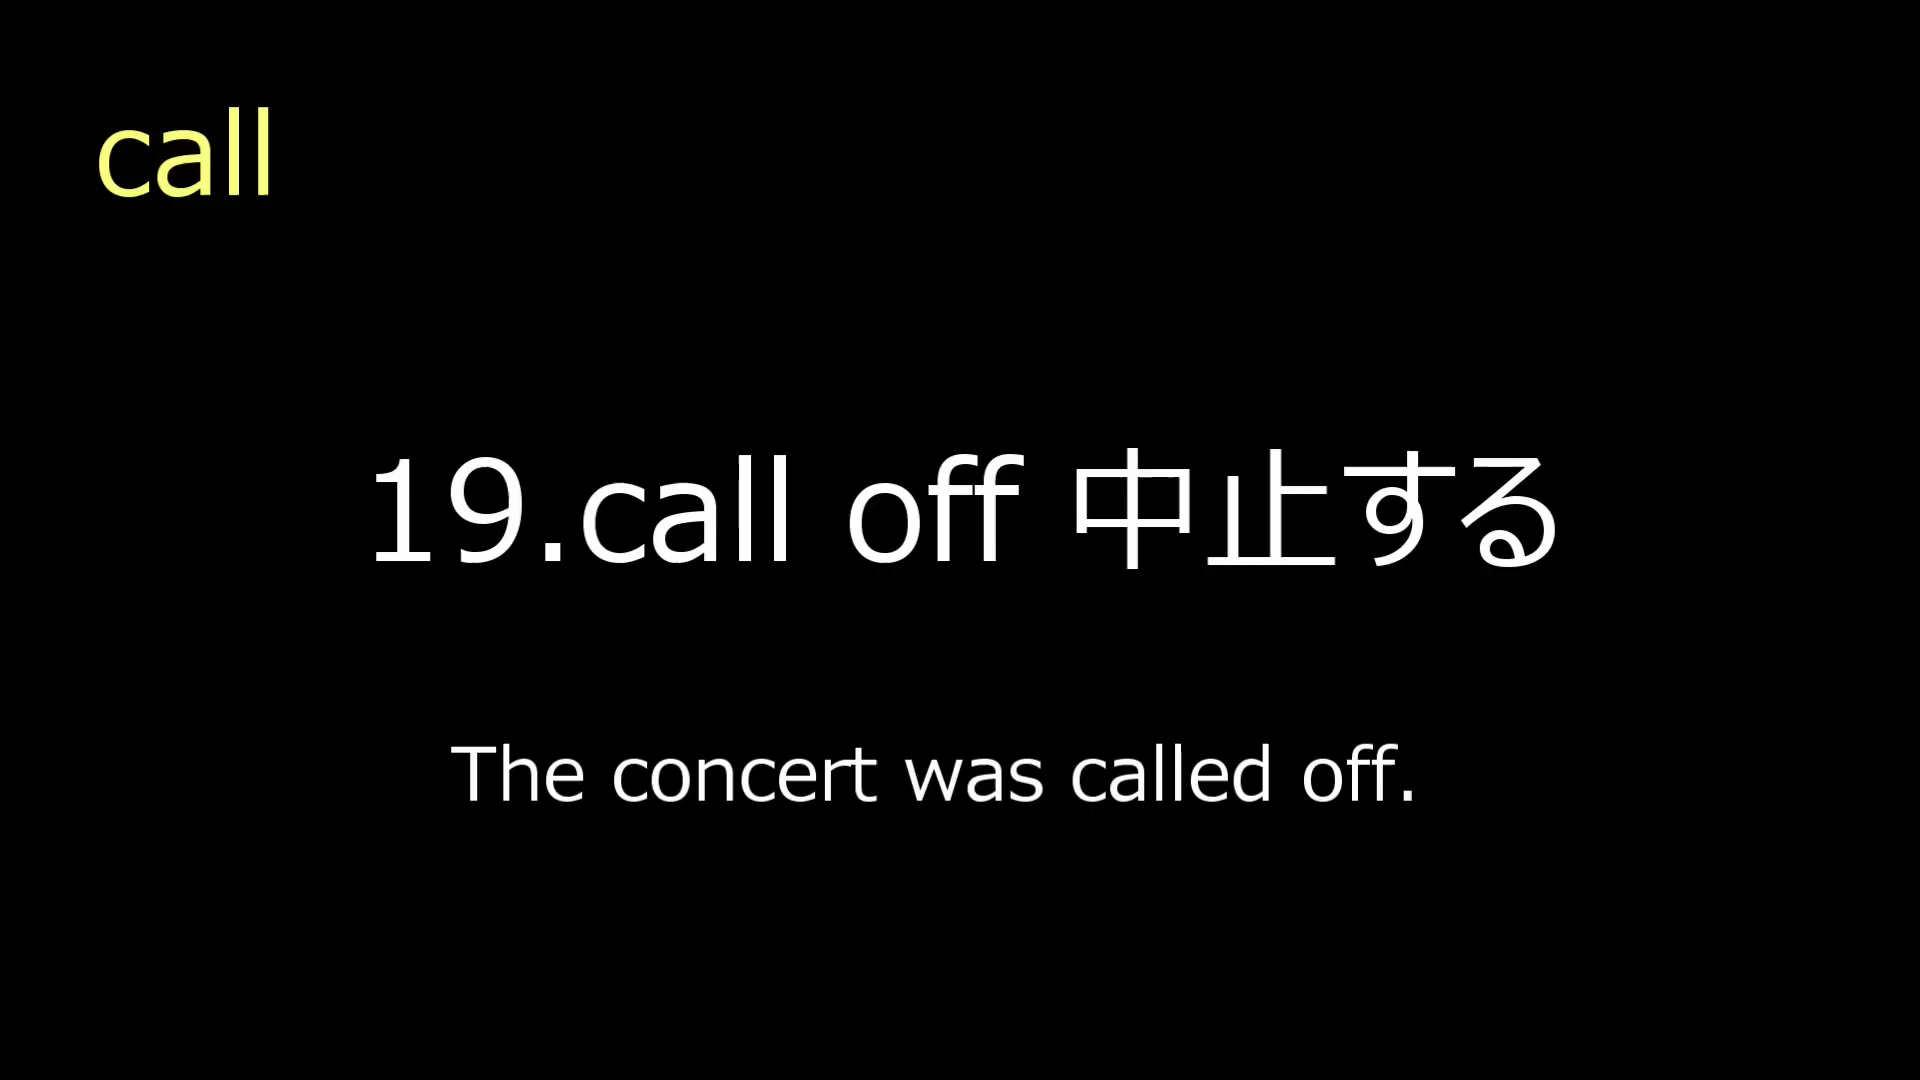 call
19.call off 中止する
The concert was called off.